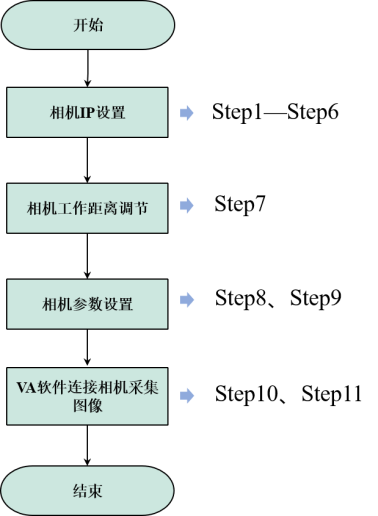 开始
相机IP设置
Step1—Step6
相机工作距离调节
Step7
相机参数设置
Step8、Step9
VA软件连接相机采集
图像
Step10、Step11
结束